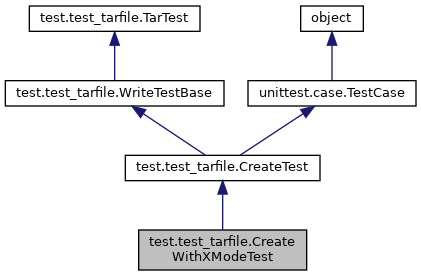 test.test_tarfile.TarTest
object
test.test_tarfile.WriteTestBase
unittest.case.TestCase
test.test_tarfile.CreateTest
test.test_tarfile.Create
WithXModeTest